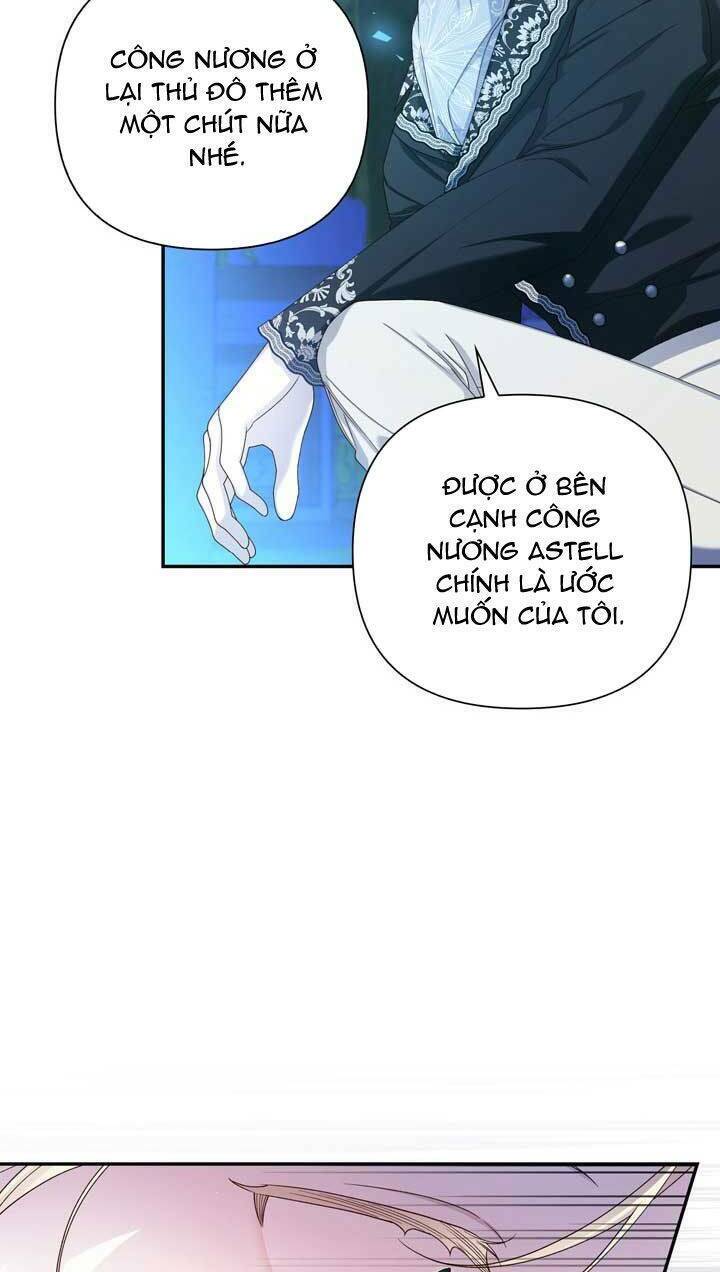 CÔNG NƯƠNG Ở
LẠI THỦ ĐÔ THÊM
MỘT CHÚT NỮA
NHÉ.
ĐƯỢC Ở BÊN
CẠNH CÔNG
NƯƠNG ASTELL
CHÍNH LÀ ƯỚC
MUỐN CỦA TÔI.